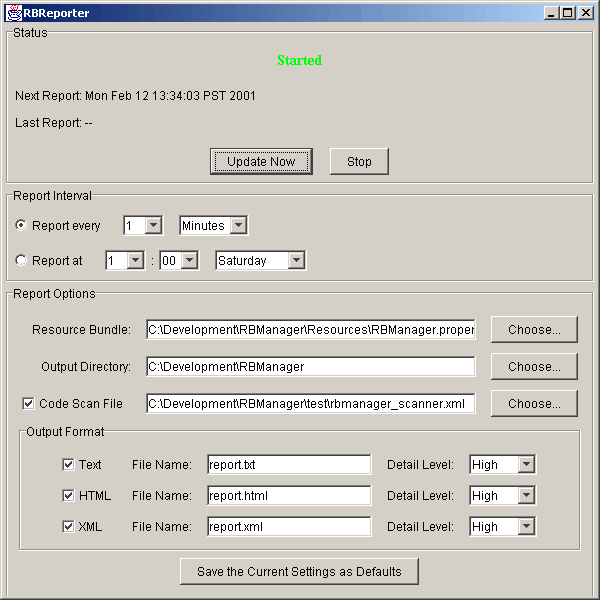 RBReporter
Status
Started
Next Report: Mon Feb 12 13:34:03 PST 2001
Last Report: --
Update Now Stop
Report Interval
Report every 1 Minutes
Report at 1 : 00 Saturday
Report Options
Resource Bundle: C:\Development\RBManager\Resources\RBManager.proper Choose...
Output Directory: C:\Development\RBManager Choose...
Code Scan File C:\Development\RBManager\test\rbmanager_scanner.xml Choose...
Output Format
Text File Name: report.txt Detail Level: High
HTML File Name: report.html Detail Level: High
XML File Name: report.xml Detail Level: High
Save the Current Settings as Defaults